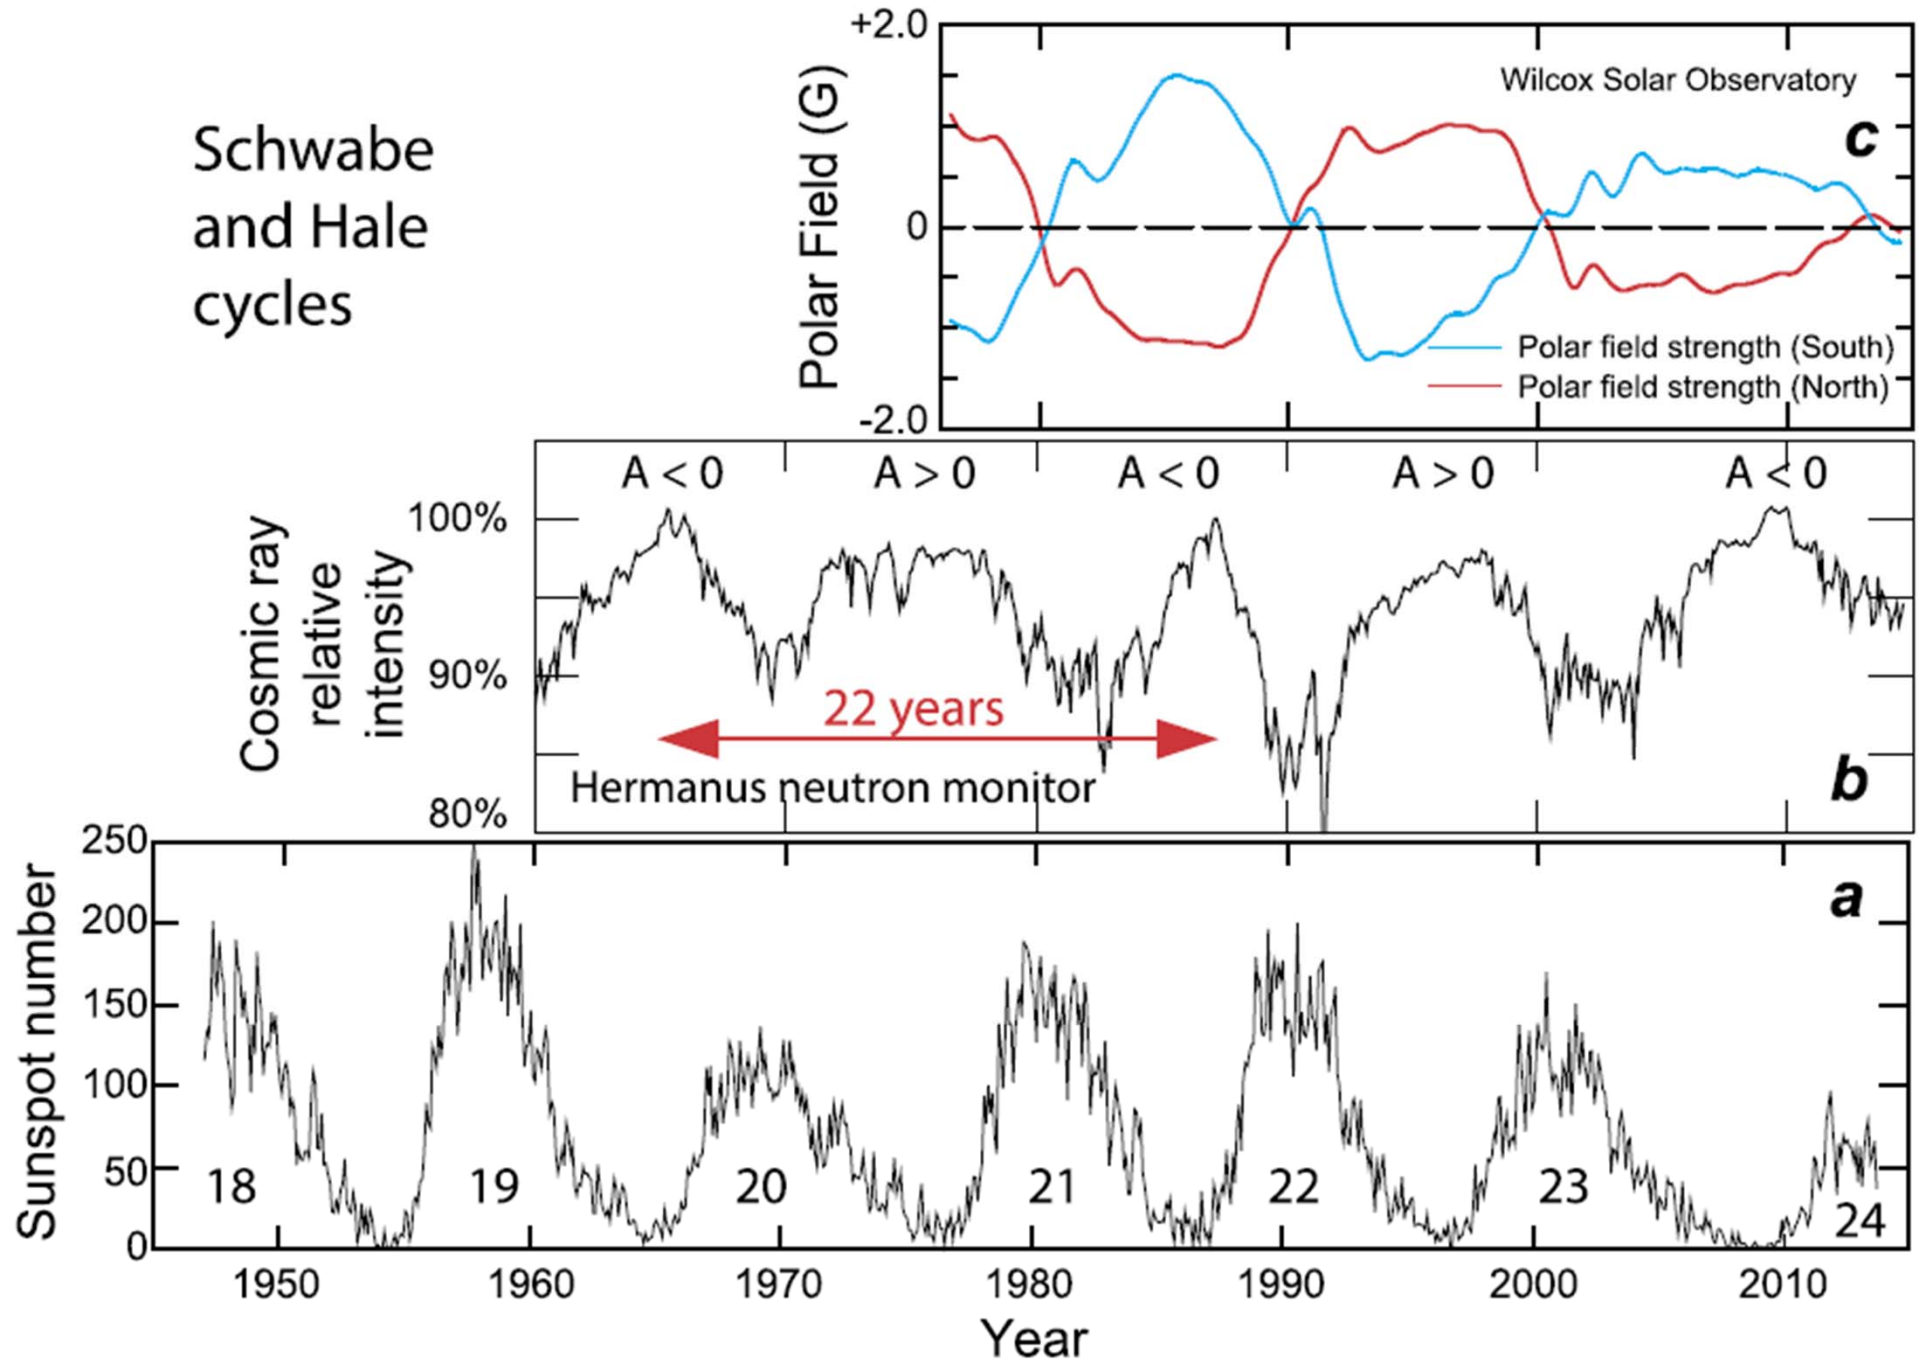 Schwabe
and Hale
cycles
+2.0
0
-2.0
Polar Field (G)
Wilcox Solar Observatory
c
Polar field strength (South)
Polar field strength (North)
A < 0
A > 0
A < 0
A > 0
A < 0
100%
90%
80%
Cosmic ray
relative
intensity
22 years
Hermanus neutron monitor
b
250
200
150
100
50
0
Sunspot number
a
18
19
20
21
22
23
24
1950
1960
1970
1980
1990
2000
2010
Year